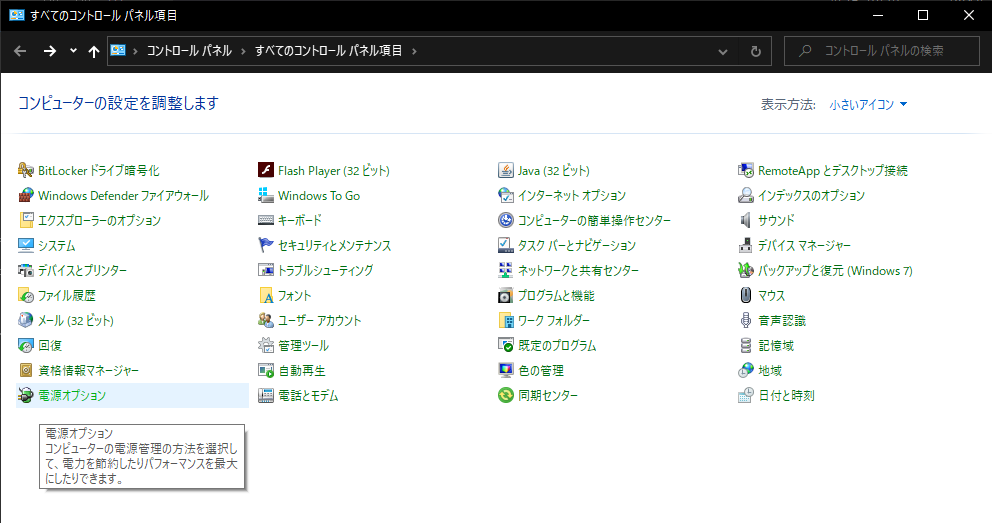 すべてのコントロール パネル項目
コントロール パネル › すべてのコントロール パネル項目 ›
コントロール パネルの検索
コンピューターの設定を調整します
表示方法: 小さいアイコン
BitLocker ドライブ暗号化
Flash Player (32 ビット)
Java (32 ビット)
RemoteApp とデスクトップ接続
Windows Defender ファイアウォール
Windows To Go
インターネット オプション
インデックスのオプション
エクスプローラーのオプション
キーボード
コンピューターの簡単操作センター
サウンド
システム
セキュリティとメンテナンス
タスク バーとナビゲーション
デバイス マネージャー
デバイスとプリンター
トラブルシューティング
ネットワークと共有センター
バックアップと復元 (Windows 7)
ファイル履歴
フォント
プログラムと機能
マウス
メール (32 ビット)
ユーザー アカウント
ワーク フォルダー
音声認識
回復
管理ツール
既定のプログラム
記憶域
資格情報マネージャー
自動再生
色の管理
地域
電源オプション
電話とモデム
同期センター
日付と時刻
電源オプション
コンピューターの電源管理の方法を選択し
て、電力を節約したりパフォーマンスを最大
にしたりできます。